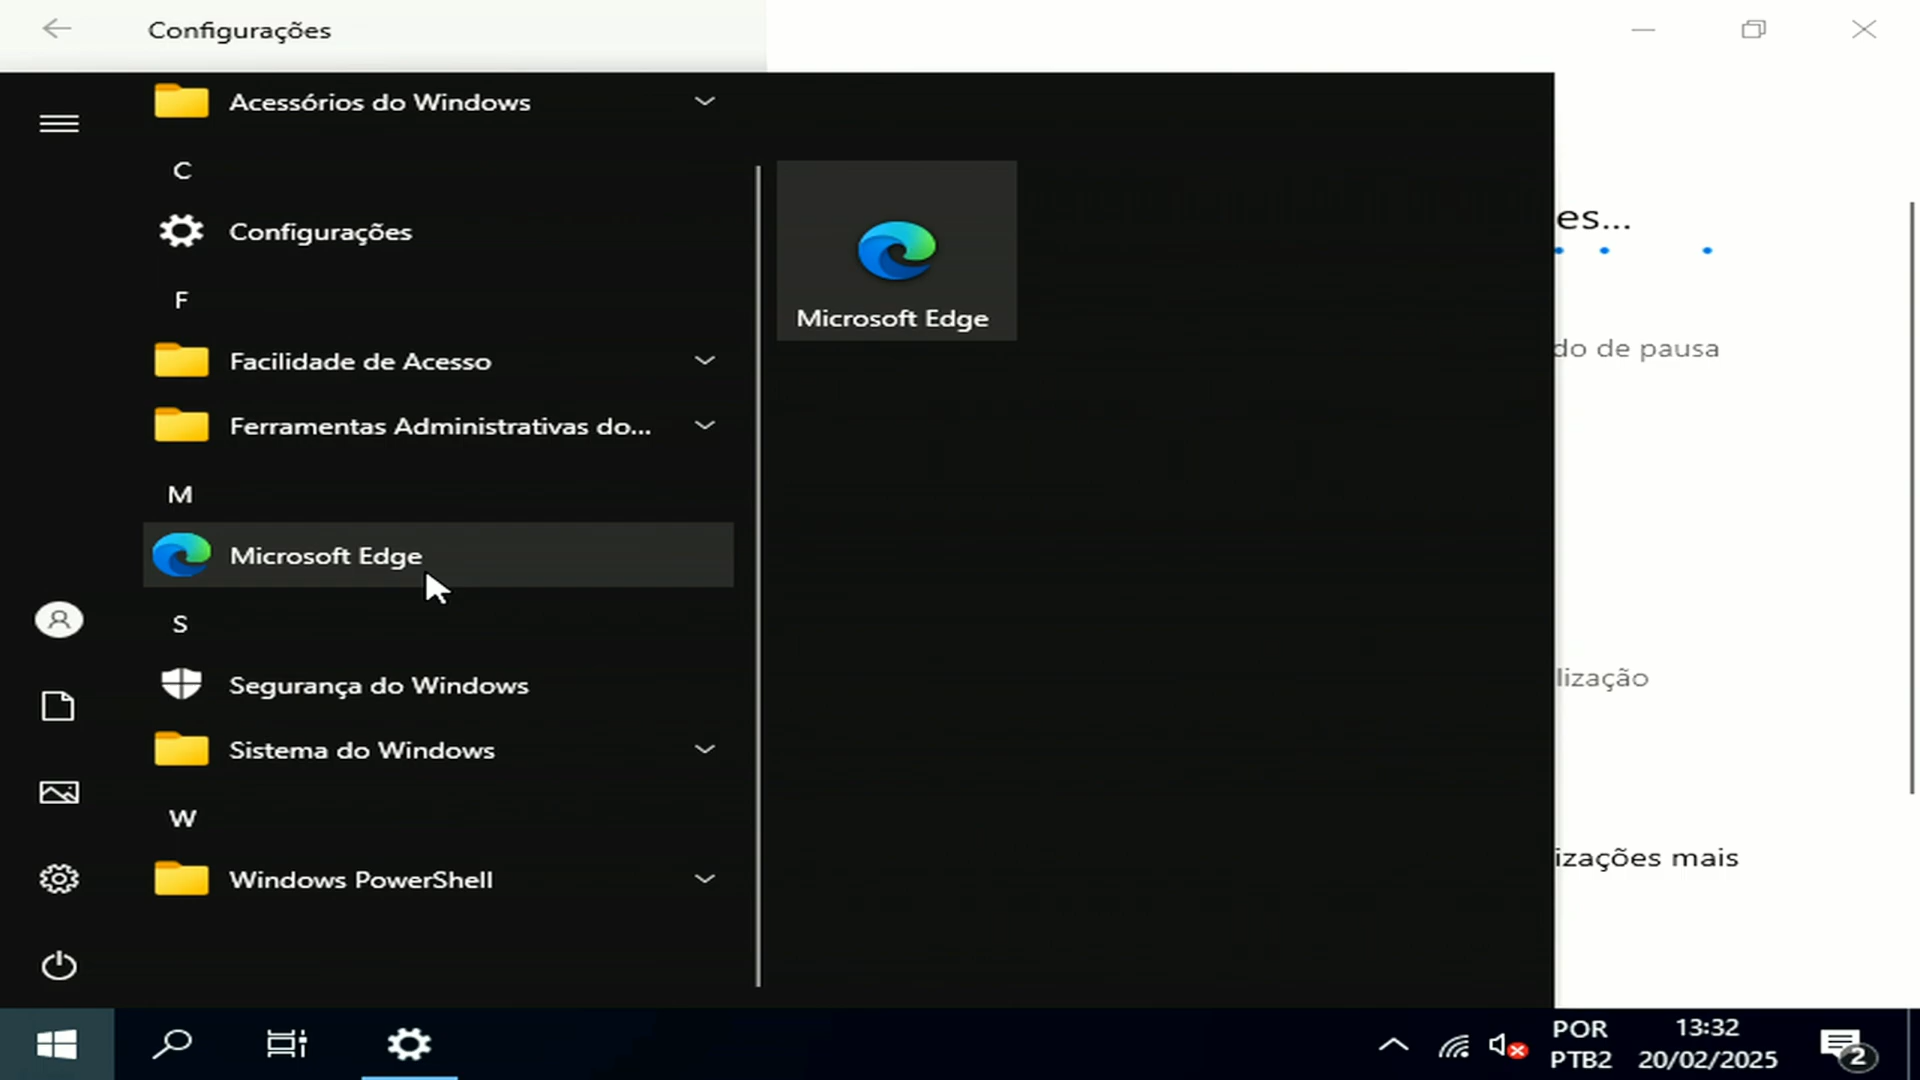 Configurações
Acessórios do Windows
C
Configurações
F
Facilidade de Acesso
Ferramentas Administrativas do...
M
Microsoft Edge
S
Segurança do Windows
Sistema do Windows
W
Windows PowerShell
Microsoft Edge
es...
do de pausa
lização
izações mais
POR
PTB2
13:32
20/02/2025
2